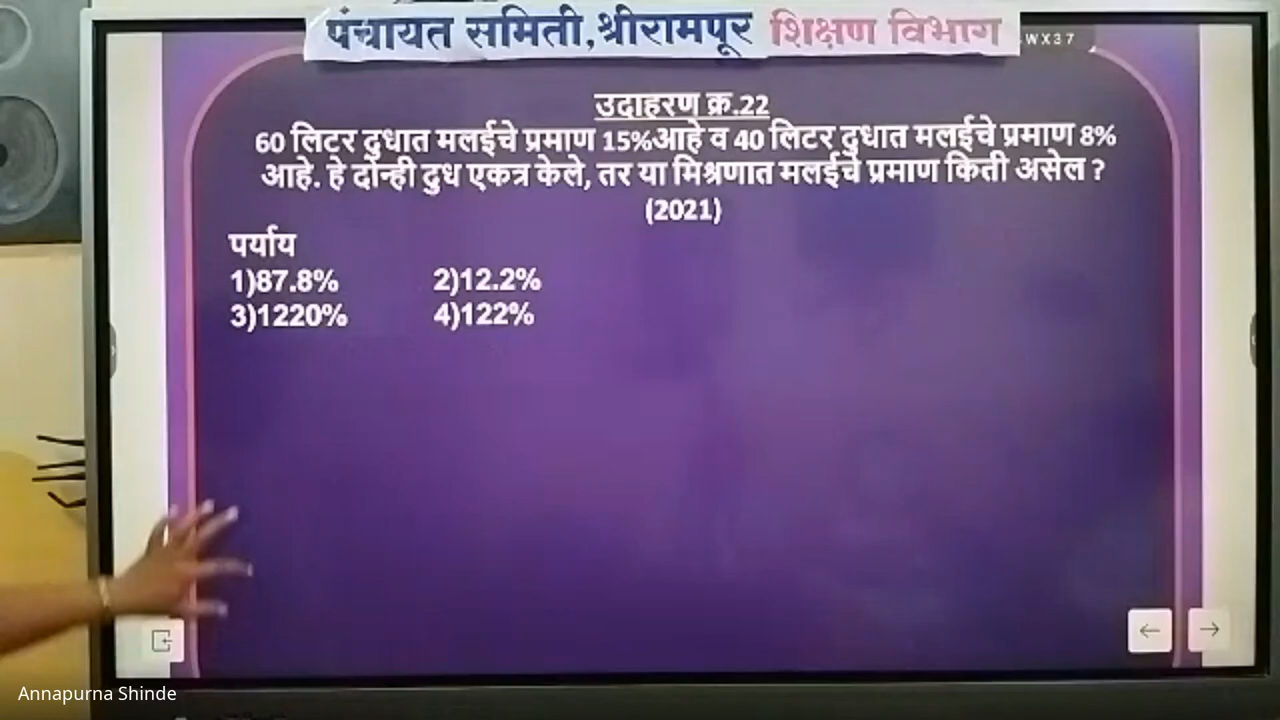 पंचायत समिती,श्रीरामपूर शिक्षण विभाग
WX37
उदाहरण क्र.22
60 लिटर दुधात मलईचे प्रमाण 15%आहे व 40 लिटर दुधात मलईचे प्रमाण 8%
आहे. हे दोन्ही दुध एकत्र केले, तर या मिश्रणात मलईचे प्रमाण किती असेल ?
(2021)
पर्याय
1)87.8% 2)12.2%
3)1220% 4)122%
Annapurna Shinde